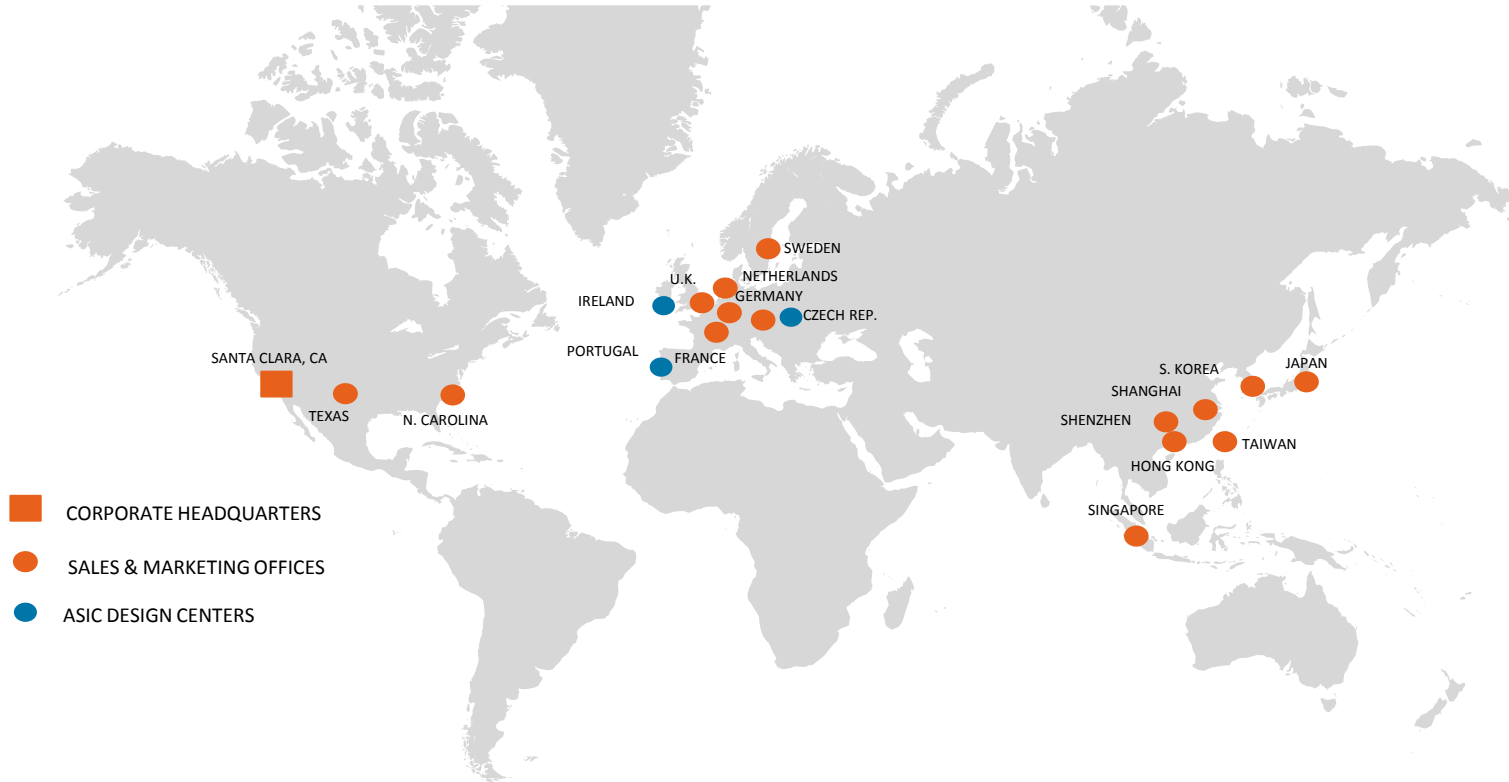 SWEDEN
NETHERLANDS
U.K.
GERMANY
IRELAND
CZECH REP.
PORTUGAL
FRANCE
SANTA CLARA, CA
TEXAS
N. CAROLINA
S. KOREA
JAPAN
SHANGHAI
SHENZHEN
TAIWAN
HONG KONG
SINGAPORE
CORPORATE HEADQUARTERS
SALES & MARKETING OFFICES
ASIC DESIGN CENTERS